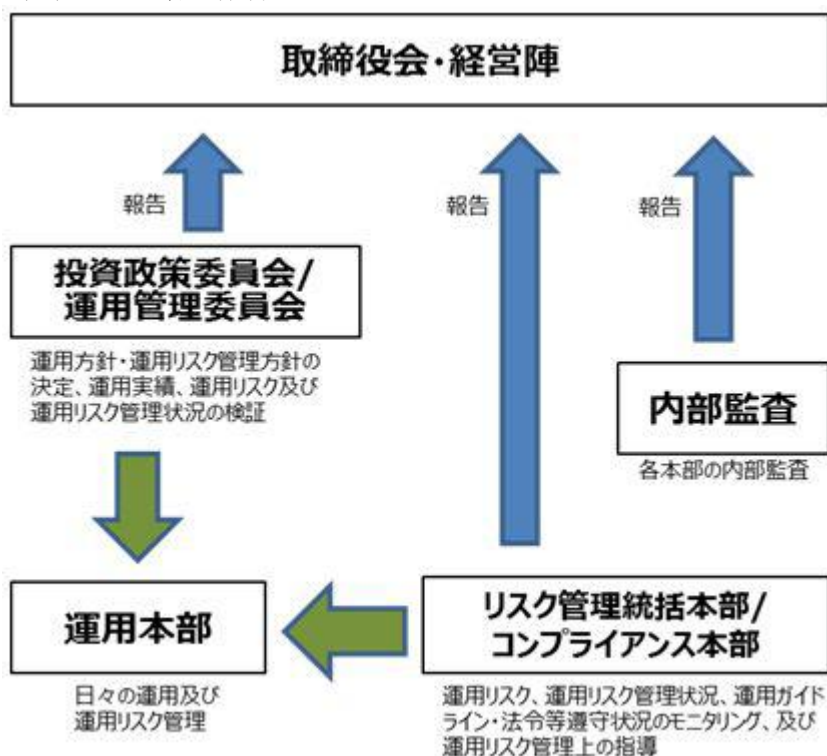 取締役会・経営陣
報告
報告
報告
投資政策委員会/
運用管理委員会
運用方針・運用リスク管理方針の
決定、運用実績、運用リスク及び
運用リスク管理状況の検証
内部監査
各本部の内部監査
運用本部
日々の運用及び
運用リスク管理
リスク管理統括本部/
コンプライアンス本部
運用リスク、運用リスク管理状況、運用ガイド
ライン・法令等遵守状況のモニタリング、及び
運用リスク管理上の指導